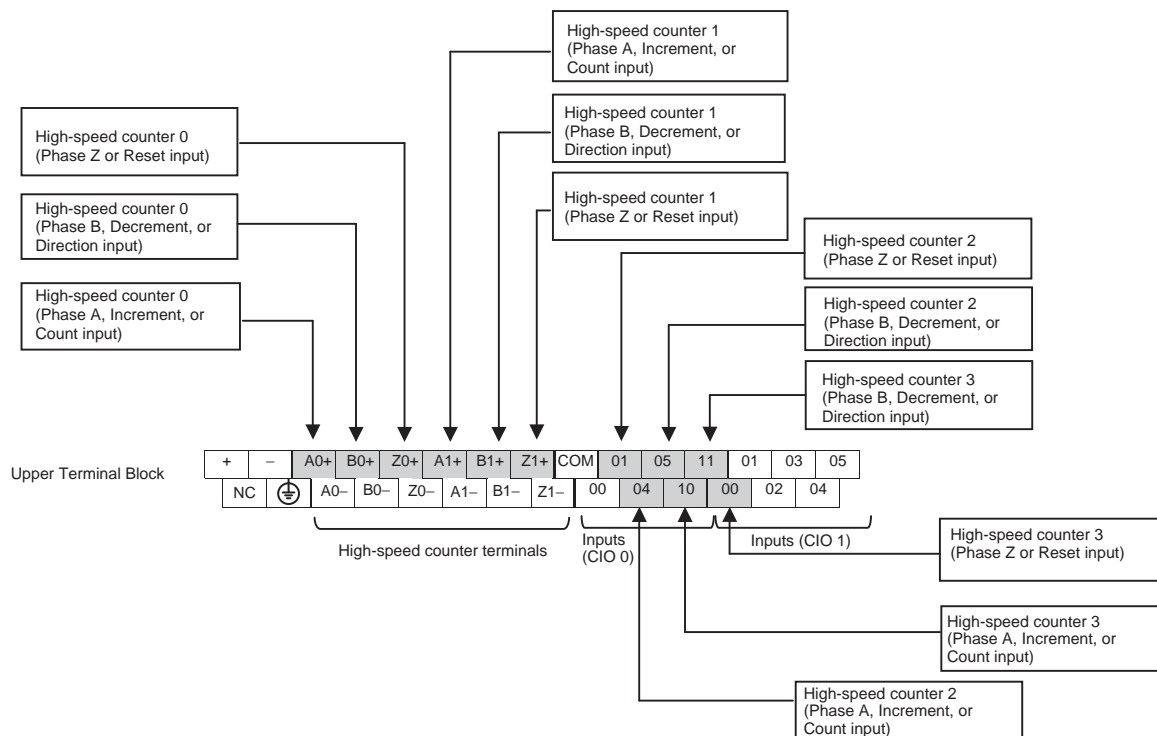 High-speed counter 1
(Phase A, Increment, or
Count input)
High-speed counter 0
(Phase Z or Reset input)
High-speed counter 1
(Phase B, Decrement, or
Direction input)
High-speed counter 0
(Phase B, Decrement, or
Direction input)
High-speed counter 1
(Phase Z or Reset input)
High-speed counter 2
(Phase Z or Reset input)
High-speed counter 0
(Phase A, Increment, or
Count input)
High-speed counter 2
(Phase B, Decrement, or
Direction input)
High-speed counter 3
(Phase B, Decrement, or
Direction input)
Upper Terminal Block
+ − A0+ B0+ Z0+ A1+ B1+ Z1+ COM 01 05 11 01 03 05
NC A0− B0− Z0− A1− B1− Z1− 00 04 10 00 02 04
High-speed counter terminals
Inputs
(CIO 0)
Inputs (CIO 1)
High-speed counter 3
(Phase Z or Reset input)
High-speed counter 3
(Phase A, Increment, or
Count input)
High-speed counter 2
(Phase A, Increment, or
Count input)